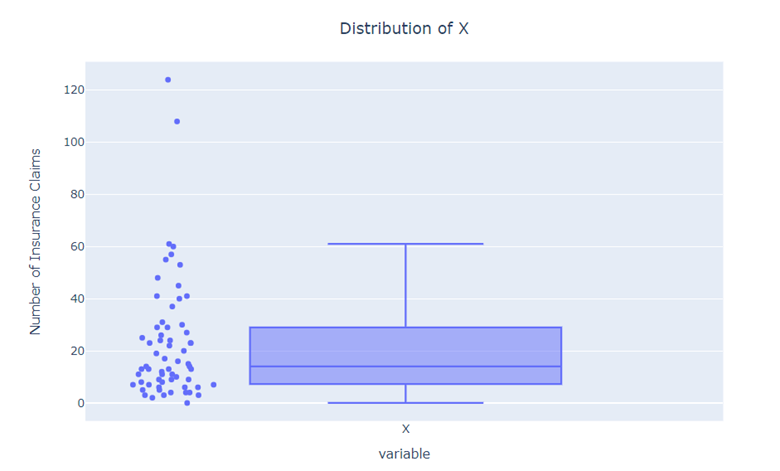 Distribution of X
Number of Insurance Claims
120
100
80
60
40
20
0
X
variable